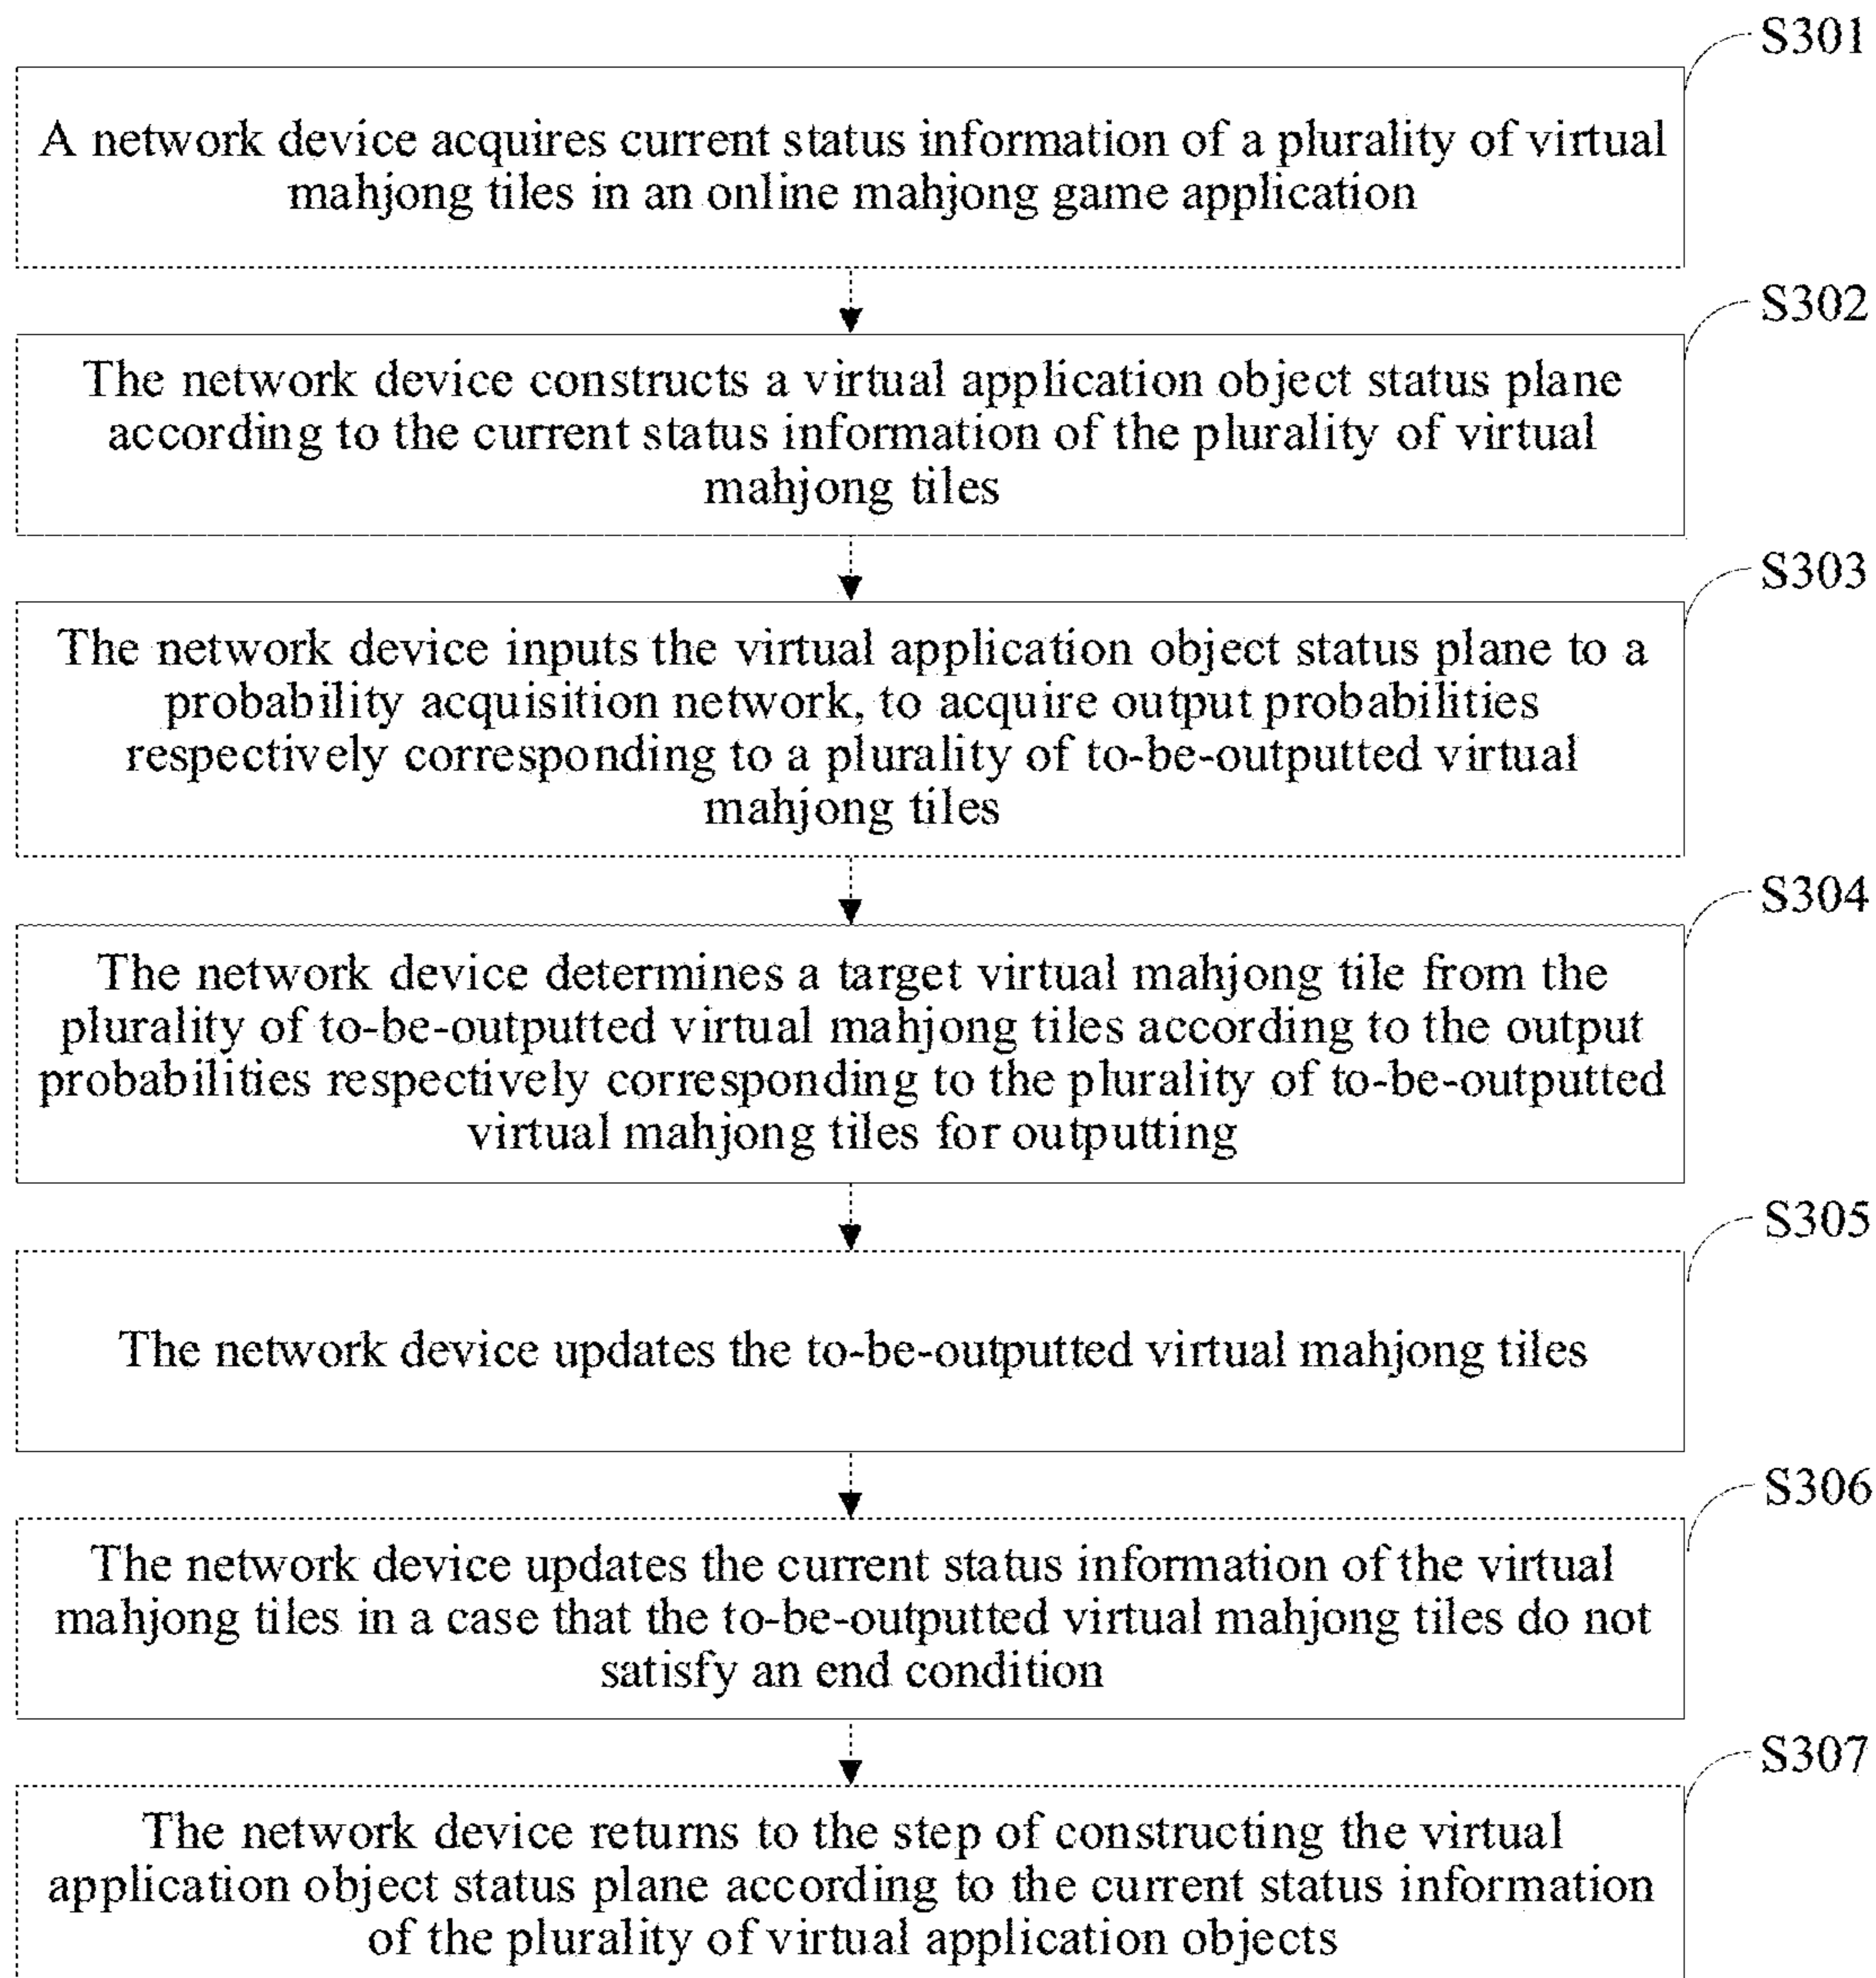 S301
A network device acquires current status information of a plurality of virtual
mahjong tiles in an online mahjong game application
S302
The network device constructs a virtual application object status plane
according to the current status information of the plurality of virtual
mahjong tiles
S303
The network device inputs the virtual application object status plane to a
probability acquisition network, to acquire output probabilities
respectively corresponding to a plurality of to-be-outputted virtual
mahjong tiles
S304
The network device determines a target virtual mahjong tile from the
plurality of to-be-outputted virtual mahjong tiles according to the output
probabilities respectively corresponding to the plurality of to-be-outputted
virtual mahjong tiles for outputting
S305
The network device updates the to-be-outputted virtual mahjong tiles
S306
The network device updates the current status information of the virtual
mahjong tiles in a case that the to-be-outputted virtual mahjong tiles do not
satisfy an end condition
S307
The network device returns to the step of constructing the virtual
application object status plane according to the current status information
of the plurality of virtual application objects